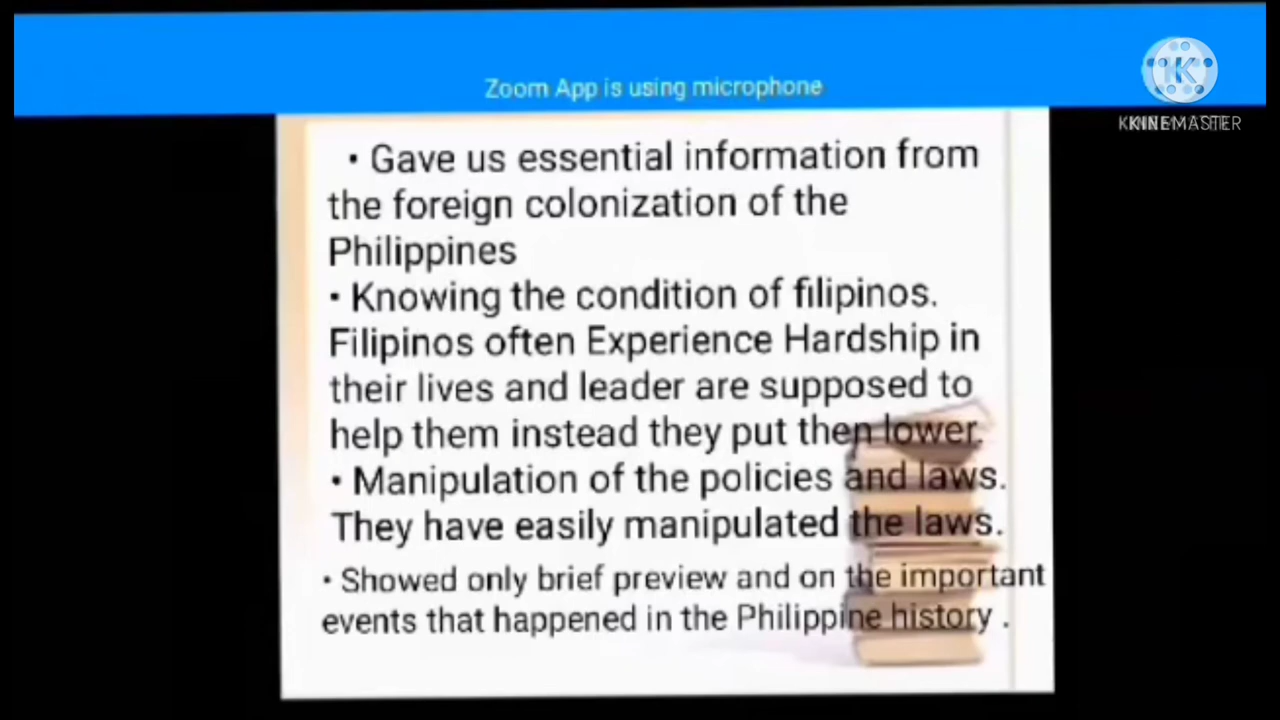 Zoom App is using microphone
K
KINEMASTER
• Gave us essential information from
the foreign colonization of the
Philippines
• Knowing the condition of filipinos.
Filipinos often Experience Hardship in
their lives and leader are supposed to
help them instead they put then lower.
• Manipulation of the policies and laws.
They have easily manipulated the laws.
• Showed only brief preview and on the important
events that happened in the Philippine history .